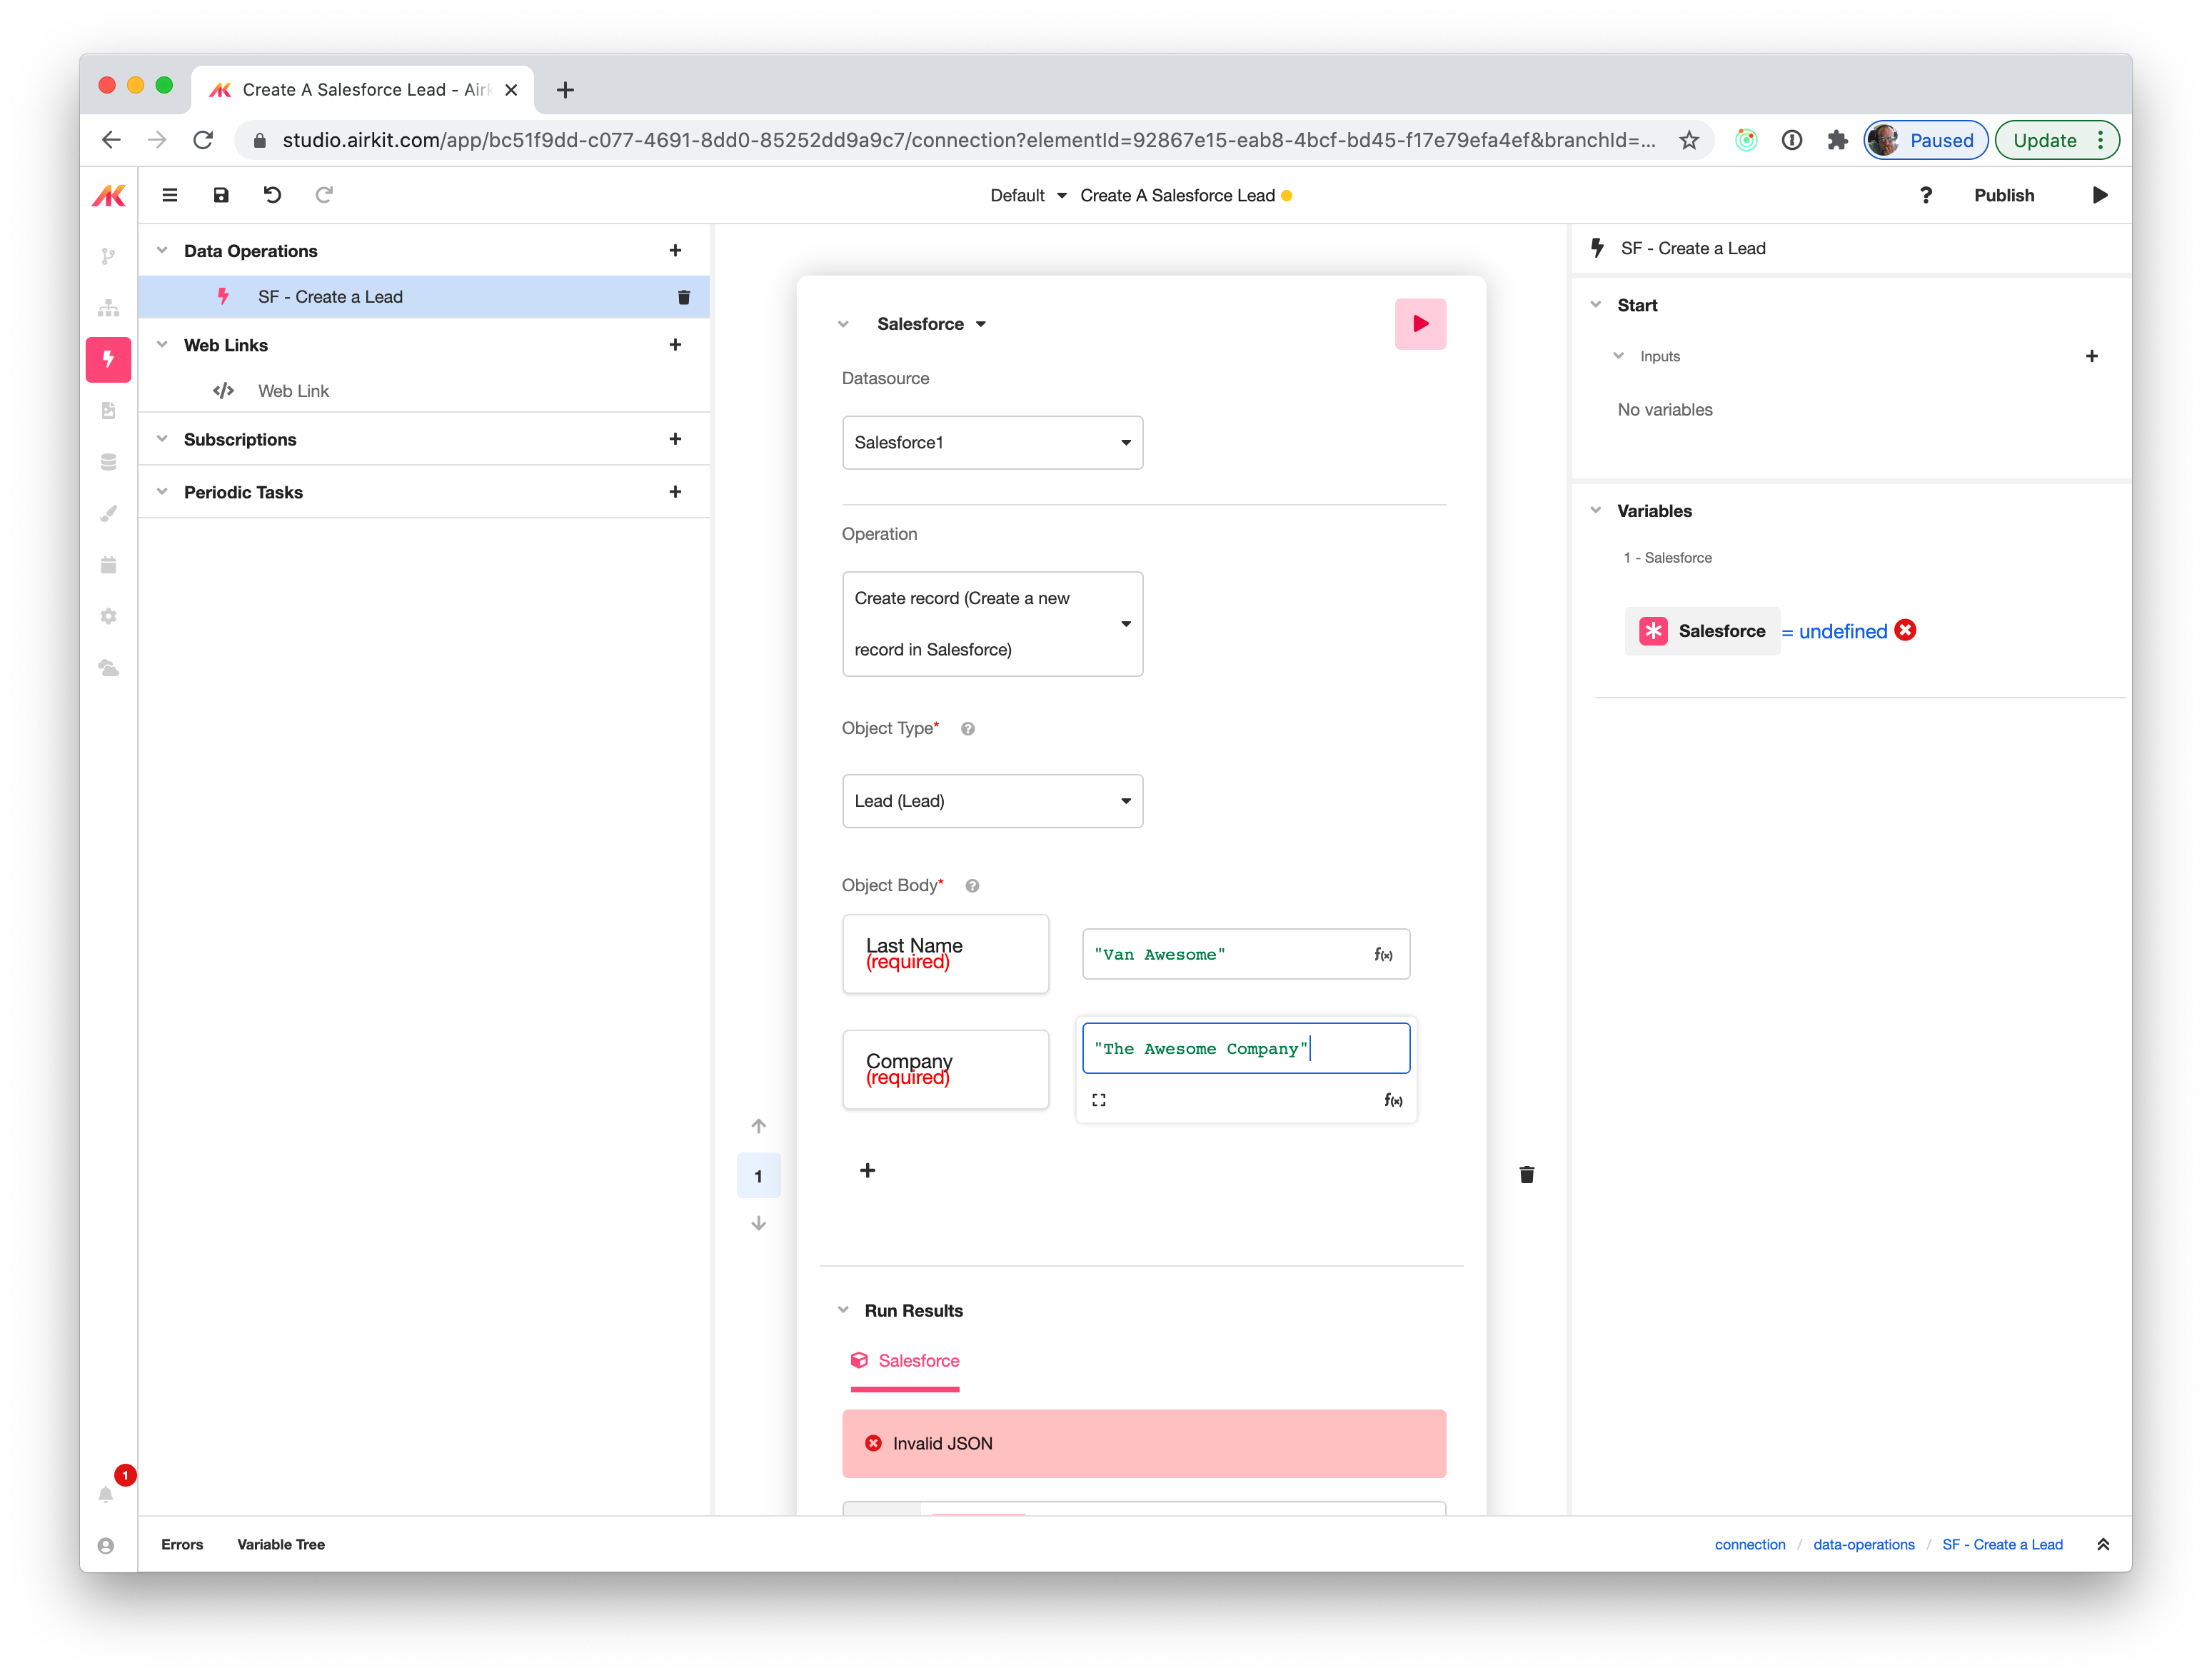 Create A Salesforce Lead - Airk
studio.airkit.com/app/bc51f9dd-c077-4691-8dd0-85252dd9a9c7/connection?elementId=92867e15-eab8-4bcf-bd45-f17e79efa4ef&branchId=...
Paused
Update
Default
Create A Salesforce Lead
?
Publish
Data Operations
SF - Create a Lead
Web Links
Web Link
Subscriptions
Periodic Tasks
Salesforce
Datasource
Salesforce1
Operation
Create record (Create a new
record in Salesforce)
Object Type*
Lead (Lead)
Object Body*
Last Name
(required)
"Van Awesome"
f(x)
Company
(required)
"The Awesome Company"
f(x)
1
Run Results
Salesforce
Invalid JSON
SF - Create a Lead
Start
Inputs
No variables
Variables
1 - Salesforce
Salesforce = undefined
1
Errors
Variable Tree
connection / data-operations / SF - Create a Lead